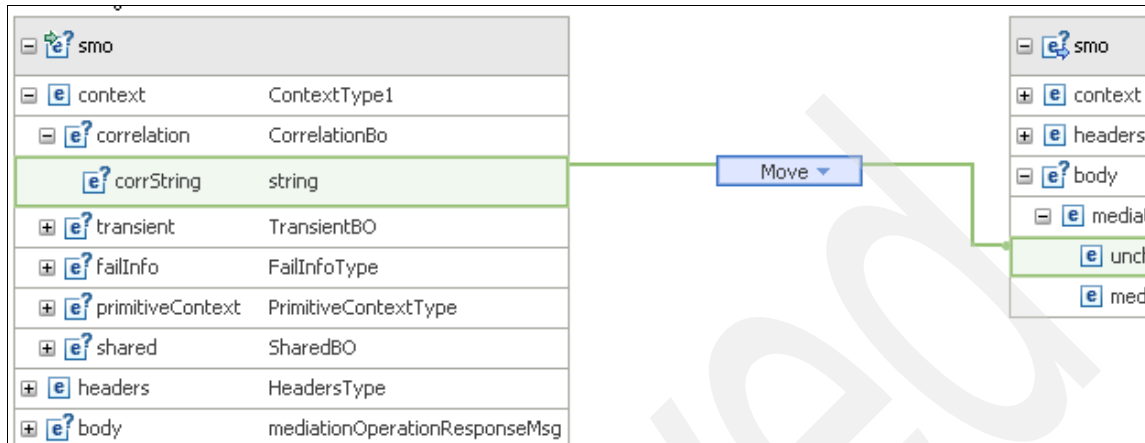 smo
context ContextType1
correlation CorrelationBo
corrString string
transient TransientBO
failInfo FailInfoType
primitiveContext PrimitiveContextType
shared SharedBO
headers HeadersType
body mediationOperationResponseMsg
Move
smo
context
headers
body